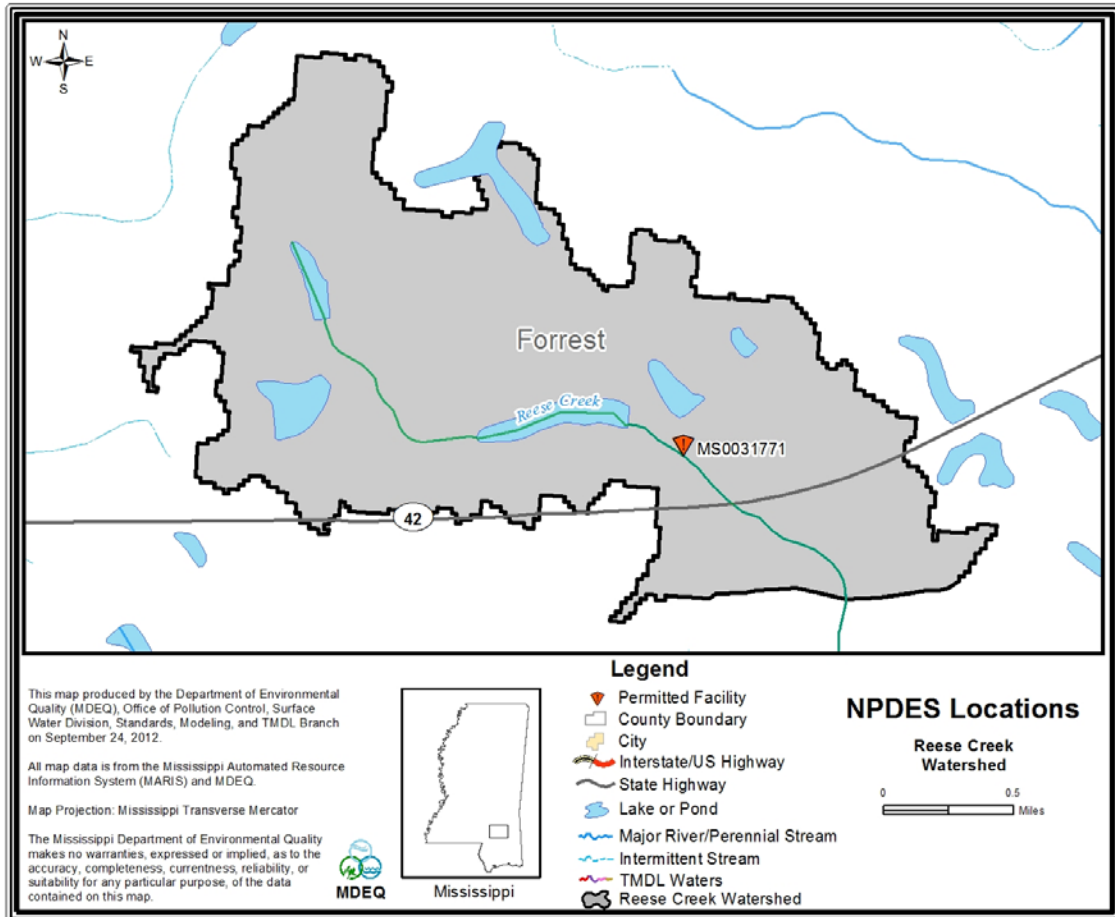 N
W E
S
Forrest
Reese Creek
MS0031771
42
This map produced by the Department of Environmental
Quality (MDEQ), Office of Pollution Control, Surface
Water Division, Standards, Modeling, and TMDL Branch
on September 24, 2012.
All map data is from the Mississippi Automated Resource
Information System (MARIS) and MDEQ.
Map Projection: Mississippi Transverse Mercator
The Mississippi Department of Environmental Quality
makes no warranties, expressed or implied, as to the
accuracy, completeness, currentness, reliability, or
suitability for any particular purpose, of the data
contained on this map.
MDEQ
Mississippi
Legend
Permitted Facility
County Boundary
City
Interstate/US Highway
State Highway
Lake or Pond
Major River/Perennial Stream
Intermittent Stream
TMDL Waters
Reese Creek Watershed
NPDES Locations
Reese Creek
Watershed
0 0.5
Miles